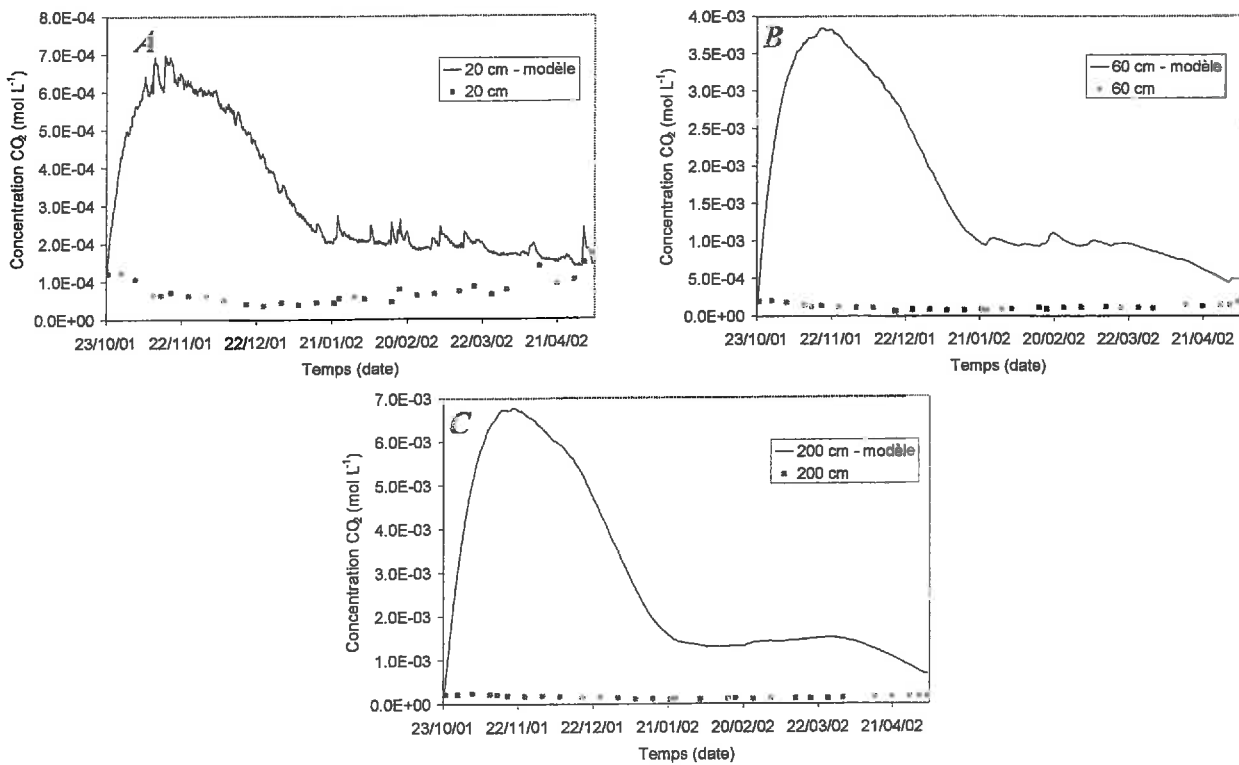 A
8.0E-04
7.0E-04
6.0E-04
5.0E-04
4.0E-04
3.0E-04
2.0E-04
1.0E-04
0.0E+00
Concentration CO₂ (mol L⁻¹)
20 cm - modèle
20 cm
23/10/01 22/11/01 22/12/01 21/01/02 20/02/02 22/03/02 21/04/02
Temps (date)
B
4.0E-03
3.5E-03
3.0E-03
2.5E-03
2.0E-03
1.5E-03
1.0E-03
5.0E-04
0.0E+00
Concentration CO₂ (mol L⁻¹)
60 cm - modèle
60 cm
23/10/01 22/11/01 22/12/01 21/01/02 20/02/02 22/03/02 21/04/02
Temps (date)
C
7.0E-03
6.0E-03
5.0E-03
4.0E-03
3.0E-03
2.0E-03
1.0E-03
0.0E+00
Concentration CO₂ (mol L⁻¹)
200 cm - modèle
200 cm
23/10/01 22/11/01 22/12/01 21/01/02 20/02/02 22/03/02 21/04/02
Temps (date)